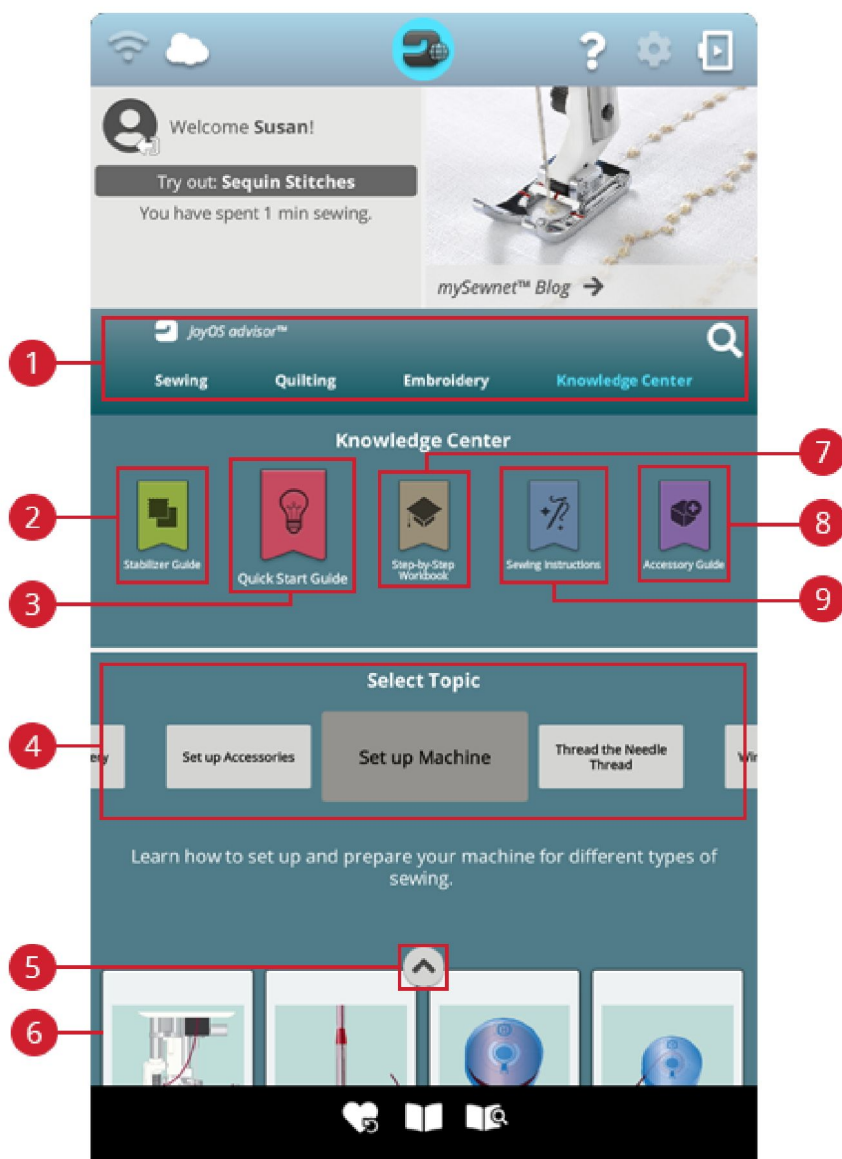 Welcome Susan!
Try out: Sequin Stitches
You have spent 1 min sewing.
mySewnet™ Blog →
JoyOS advisor™
1
Sewing Quilting Embroidery Knowledge Center
Knowledge Center
7
2
8
Stabilizer Guide
Quick Start Guide
Step-by-Step
Workbook
Sewing Instructions
Accessory Guide
3
9
Select Topic
4
ery
Set up Accessories
Set up Machine
Thread the Needle
Thread
Win
Learn how to set up and prepare your machine for different types of
sewing.
5
6